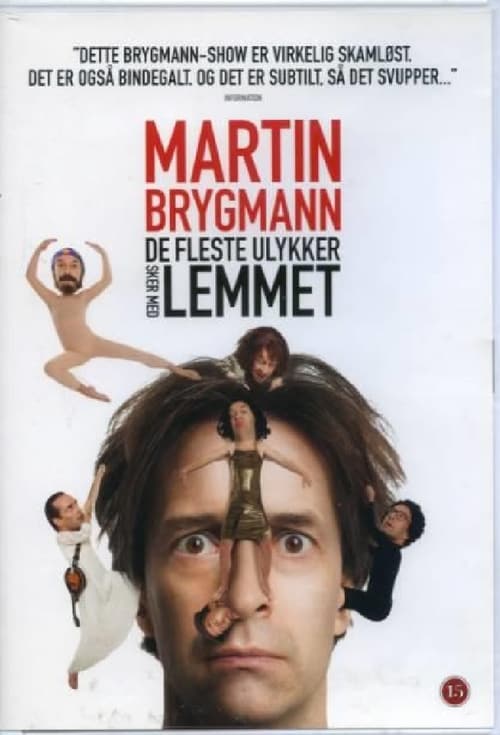 "DETTE BRYGMANN-SHOW ER VIRKELIG SKAMLØST.
DET ER OGSÅ BINDEGALT. OG DET ER SUBTILT, SÅ DET SVUPPER..."
INFORMATION
MARTIN
BRYGMANN
DE FLESTE ULYKKER
SKER MED
LEMMET
15